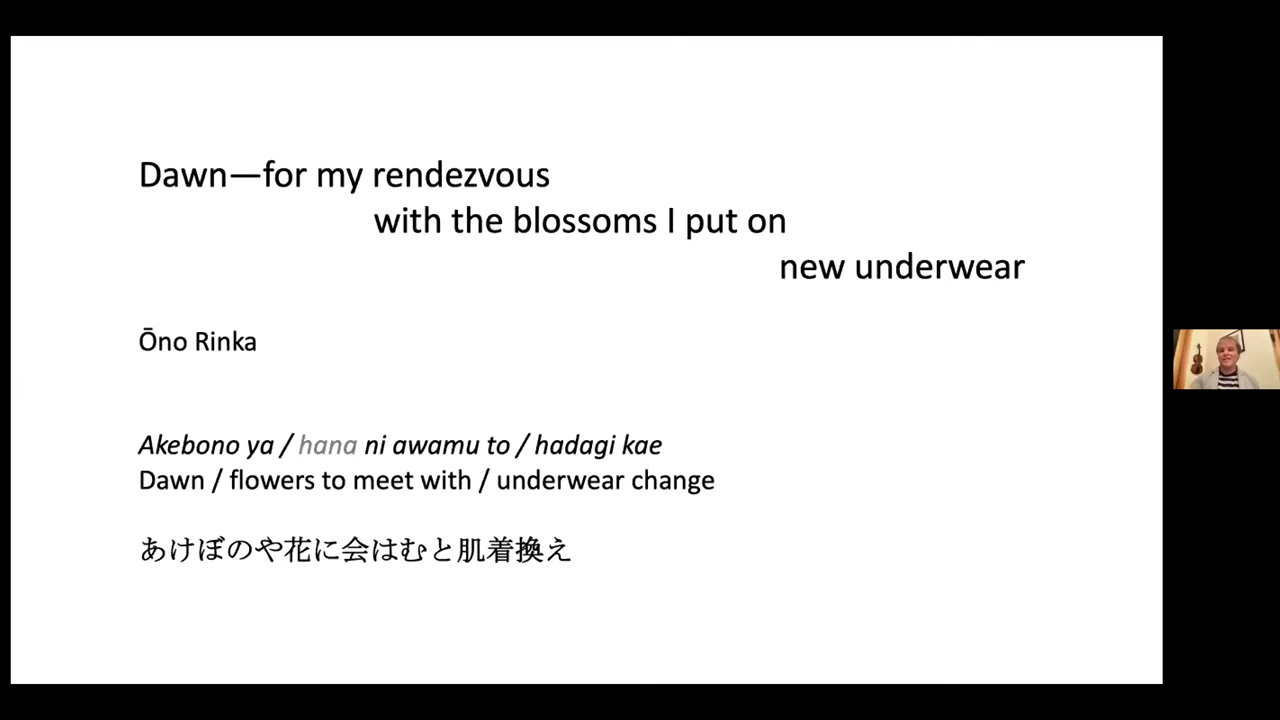 Dawn—for my rendezvous
with the blossoms I put on
new underwear
Ōno Rinka
Akebono ya / hana ni awamu to / hadagi kae
Dawn / flowers to meet with / underwear change
あけぼのや花に会はむと肌着換え